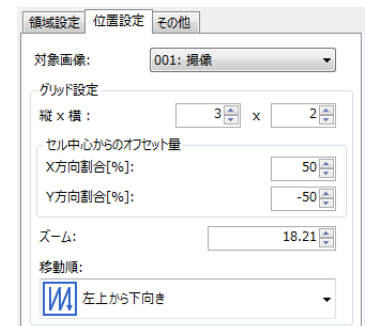 領域設定 位置設定 その他
対象画像: 001: 撮像
グリッド設定
縦 x 横 : 3 x 2
セル中心からのオフセット量
X方向割合[%]: 50
Y方向割合[%]: -50
ズーム: 18.21
移動順:
左上から下向き